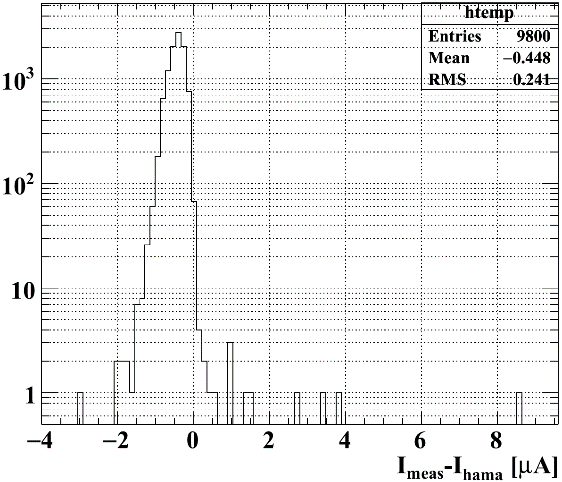 htemp
Entries 9800
Mean −0.448
RMS 0.241
10³
10²
10
1
−4 −2 0 2 4 6 8
I_meas-I_hama [μA]